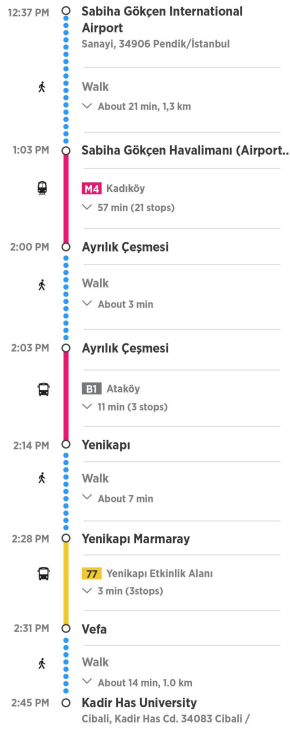 12:37 PM Sabiha Gökçen International
Airport
Sanayi, 34906 Pendik/İstanbul
Walk
About 21 min, 1,3 km
1:03 PM Sabiha Gökçen Havalimanı (Airport..
M4 Kadıköy
57 min (21 stops)
2:00 PM Ayrılık Çeşmesi
Walk
About 3 min
2:03 PM Ayrılık Çeşmesi
B1 Ataköy
11 min (3 stops)
2:14 PM Yenikapı
Walk
About 7 min
2:28 PM Yenikapı Marmaray
77 Yenikapı Etkinlik Alanı
3 min (3stops)
2:31 PM Vefa
Walk
About 14 min, 1.0 km
2:45 PM Kadir Has University
Cibali, Kadir Has Cd. 34083 Cibali /